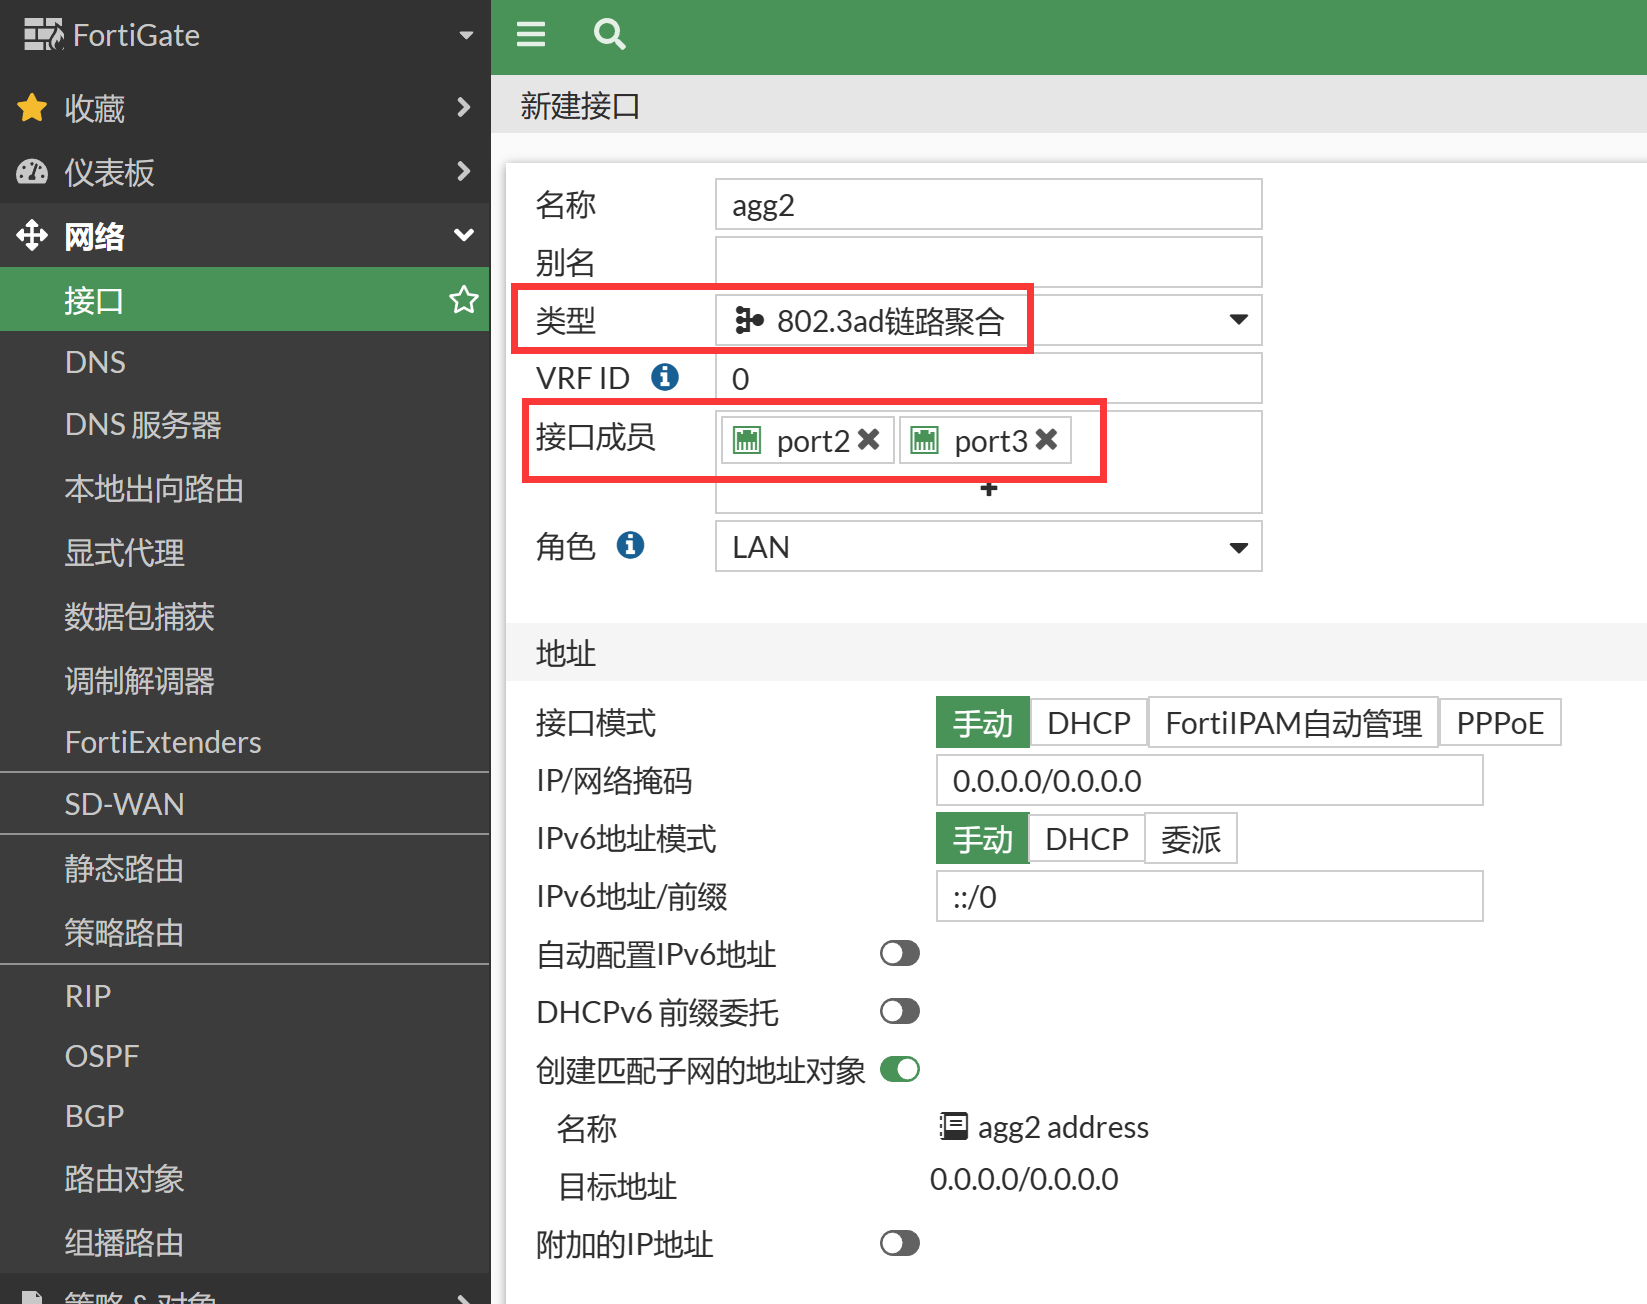 FortiGate
收藏
仪表板
网络
接口
DNS
DNS 服务器
本地出向路由
显式代理
数据包捕获
调制解调器
FortiExtenders
SD-WAN
静态路由
策略路由
RIP
OSPF
BGP
路由对象
组播路由
策略 & 对象
新建接口
名称 agg2
别名
类型 802.3ad链路聚合
VRF ID 0
接口成员 port2 port3
角色 LAN
地址
接口模式 手动 DHCP FortiIPAM自动管理 PPPoE
IP/网络掩码 0.0.0.0/0.0.0.0
IPv6地址模式 手动 DHCP 委派
IPv6地址/前缀 ::/0
自动配置IPv6地址
DHCPv6 前缀委托
创建匹配子网的地址对象
名称 agg2 address
目标地址 0.0.0.0/0.0.0.0
附加的IP地址